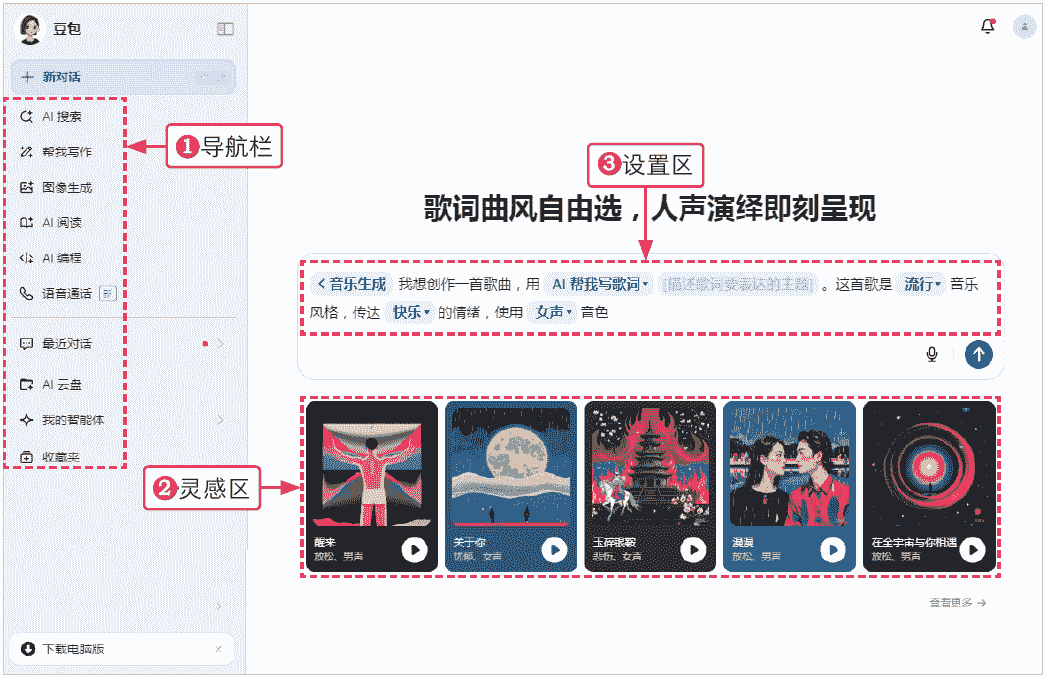 豆包
新对话
AI 搜索
帮我写作
图像生成
AI 阅读
AI 编程
语音通话 新
最近对话
AI 云盘
我的智能体
收藏夹
下载电脑版
❶导航栏
❸设置区
歌词曲风自由选，人声演绎即刻呈现
音乐生成 我想创作一首歌曲，用 AI 帮我写歌词 [描述歌词要表达的主题] 。这首歌是 流行 音乐
风格，传达 快乐 的情绪，使用 女声 音色
❷灵感区
醒来
放松、男声
关于你
忧郁、女声
玉碎银鞍
悲伤、女声
漫漫
放松、男声
在全宇宙与你相遇
放松、男声
查看更多